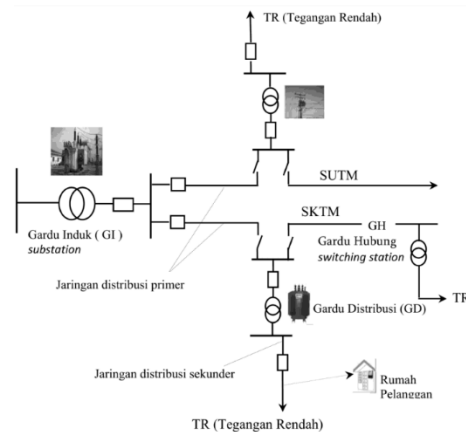 TR (Tegangan Rendah)
SUTM
SKTM
GH
Gardu Induk ( GI )
substation
Gardu Hubung
switching station
Jaringan distribusi primer
TR
Gardu Distribusi (GD)
Jaringan distribusi sekunder
Rumah
Pelanggan
TR (Tegangan Rendah)